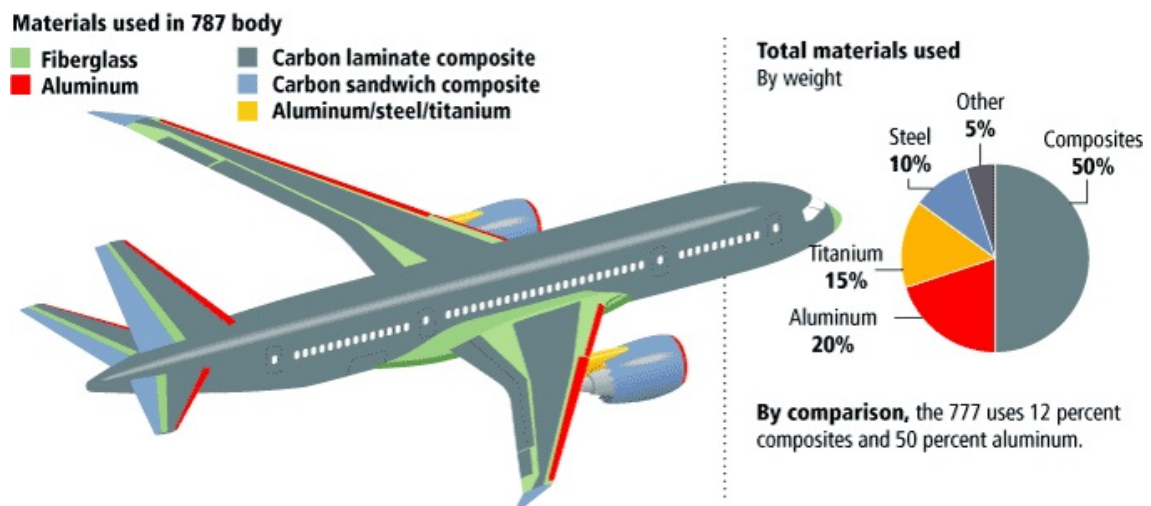 Materials used in 787 body
Fiberglass
Aluminum
Carbon laminate composite
Carbon sandwich composite
Aluminum/steel/titanium
Total materials used
By weight
Other
5%
Steel
10%
Composites
50%
Titanium
15%
Aluminum
20%
By comparison, the 777 uses 12 percent
composites and 50 percent aluminum.